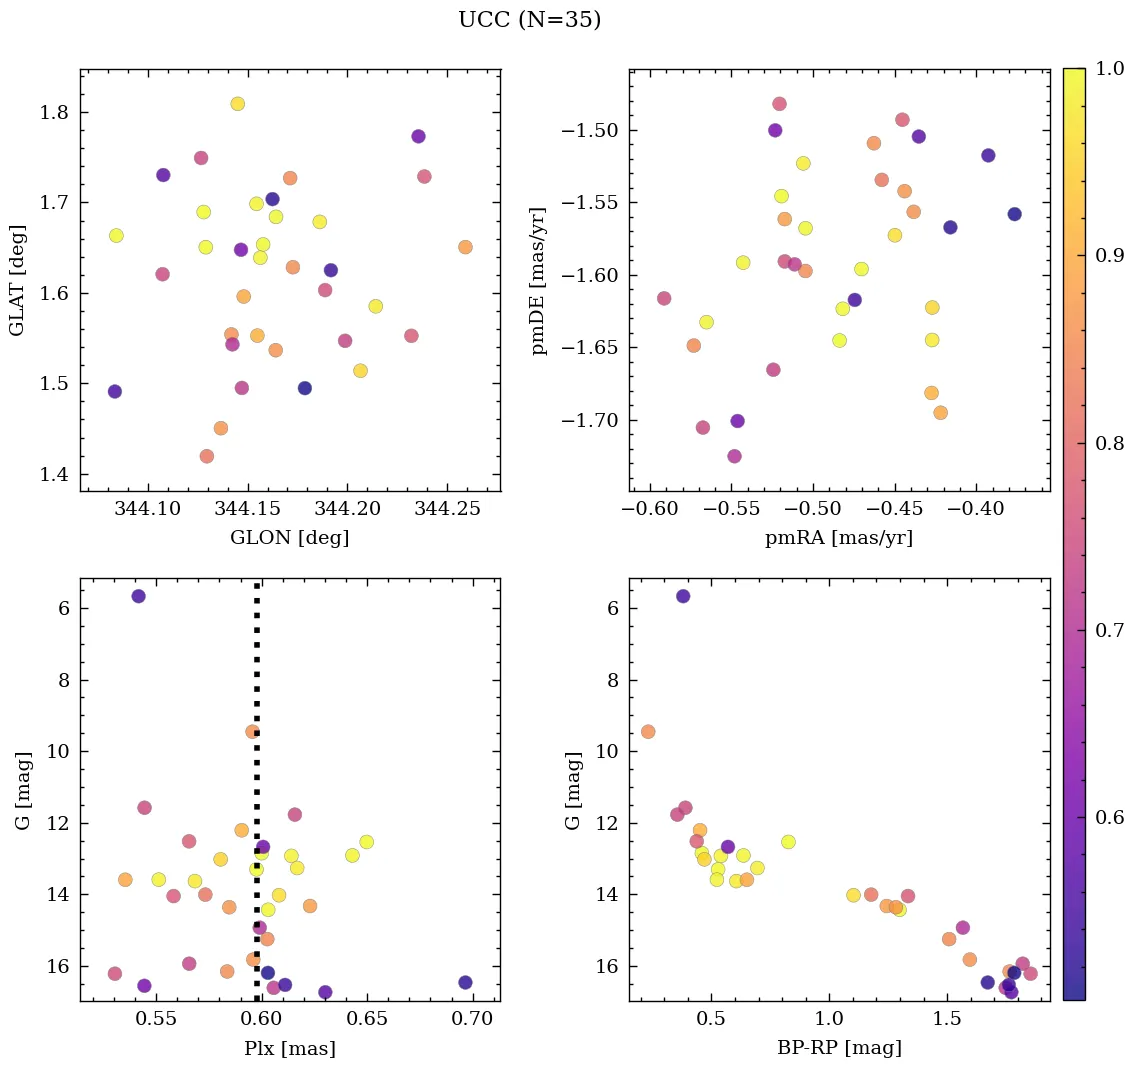 UCC (N=35)
1.8
1.7
1.6
1.5
1.4
GLAT [deg]
344.10 344.15 344.20 344.25
GLON [deg]
−1.50
−1.55
−1.60
−1.65
−1.70
pmDE [mas/yr]
−0.60 −0.55 −0.50 −0.45 −0.40
pmRA [mas/yr]
6
8
10
12
14
16
G [mag]
0.55 0.60 0.65 0.70
Plx [mas]
6
8
10
12
14
16
G [mag]
0.5 1.0 1.5
BP-RP [mag]
1.0
0.9
0.8
0.7
0.6